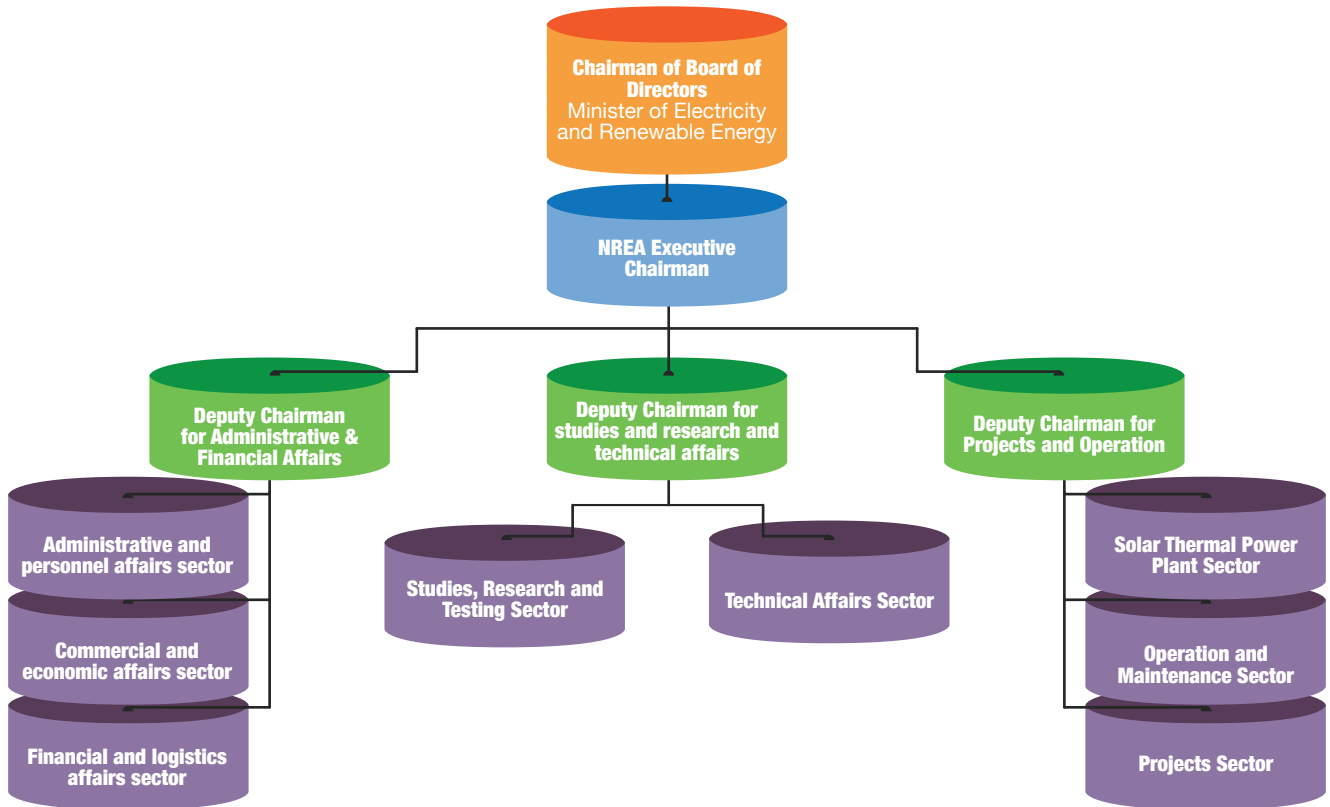 Chairman of Board of
Directors
Minister of Electricity
and Renewable Energy
NREA Executive
Chairman
Deputy Chairman
for Administrative &
Financial Affairs
Deputy Chairman for
studies and research and
technical affairs
Deputy Chairman for
Projects and Operation
Administrative and
personnel affairs sector
Commercial and
economic affairs sector
Financial and logistics
affairs sector
Studies, Research and
Testing Sector
Technical Affairs Sector
Solar Thermal Power
Plant Sector
Operation and
Maintenance Sector
Projects Sector